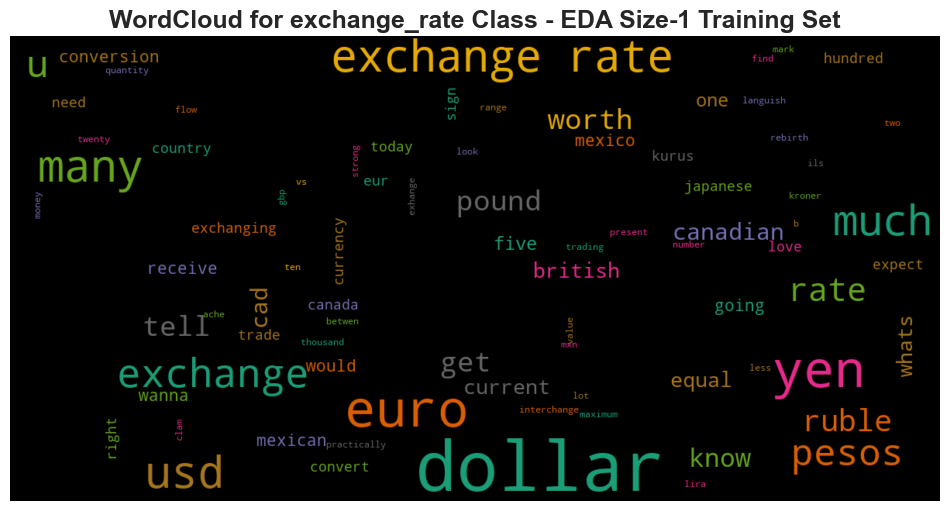 WordCloud for exchange_rate Class - EDA Size-1 Training Set
u
conversion
quantity
exchange rate
mark
find
hundred
need
flow
sign
range
worth
one
languish
two
twenty
country
many
strong
today
look
mexico
kurus
rebirth
ils
money
gbp
vs
eur
exhange
pound
japanese
kroner
much
exchanging
currency
five
trading
present
canadian
number
b
love
receive
ten
british
expect
cad
canada
going
rate
tell
ache
betwen
trade
thousand
value
mxn
whats
exchange
would
get
current
equal
less
yen
wanna
euro
interchange
lot
maximum
ruble
right
clam
mexican
practically
pesos
usd
convert
dollar
know
lira